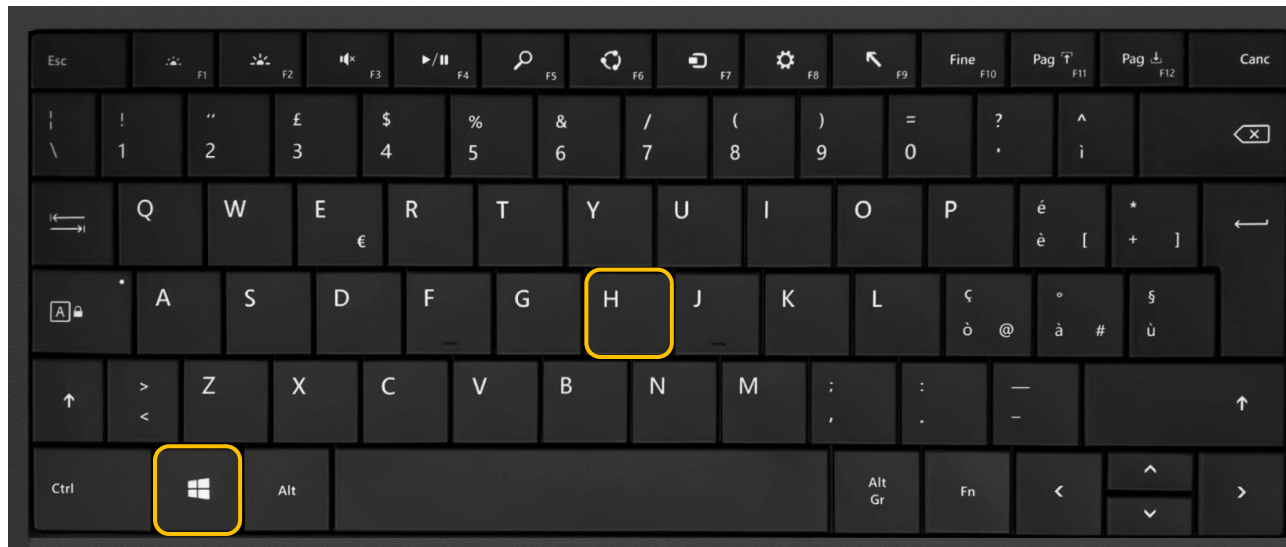 Esc F1 F2 F3 F4 F5 F6 F7 F8 F9 Fine F10 Pag F11 Pag F12 Canc
¦ ! " £ $ % & / ( ) = ? ^
\ 1 2 3 4 5 6 7 8 9 0 ' ì
Q W E R T Y U I O P é *
€ è [ + ]
A A S D F G H J K L ç ° §
ò @ à # ù
> Z X C V B N M ; : _
< , . -
Ctrl Alt Alt Gr Fn